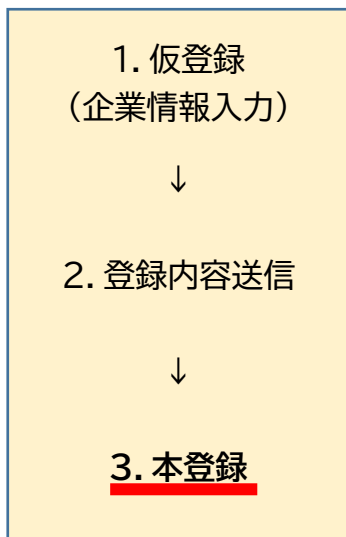 1. 仮登録
（企業情報入力）
↓
2. 登録内容送信
↓
3. 本登録